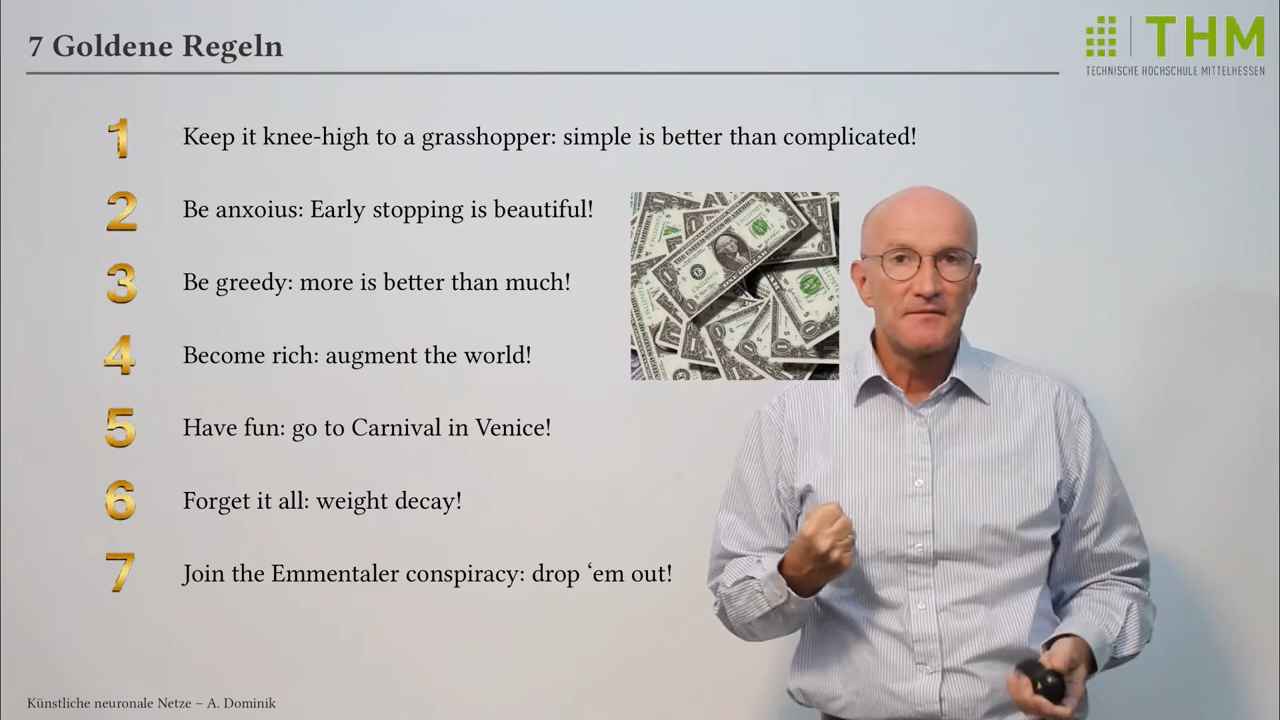 7 Goldene Regeln
THM
TECHNISCHE HOCHSCHULE MITTELHESSEN
1 Keep it knee-high to a grasshopper: simple is better than complicated!
2 Be anxoius: Early stopping is beautiful!
3 Be greedy: more is better than much!
4 Become rich: augment the world!
5 Have fun: go to Carnival in Venice!
6 Forget it all: weight decay!
7 Join the Emmentaler conspiracy: drop ‘em out!
Künstliche neuronale Netze – A. Dominik